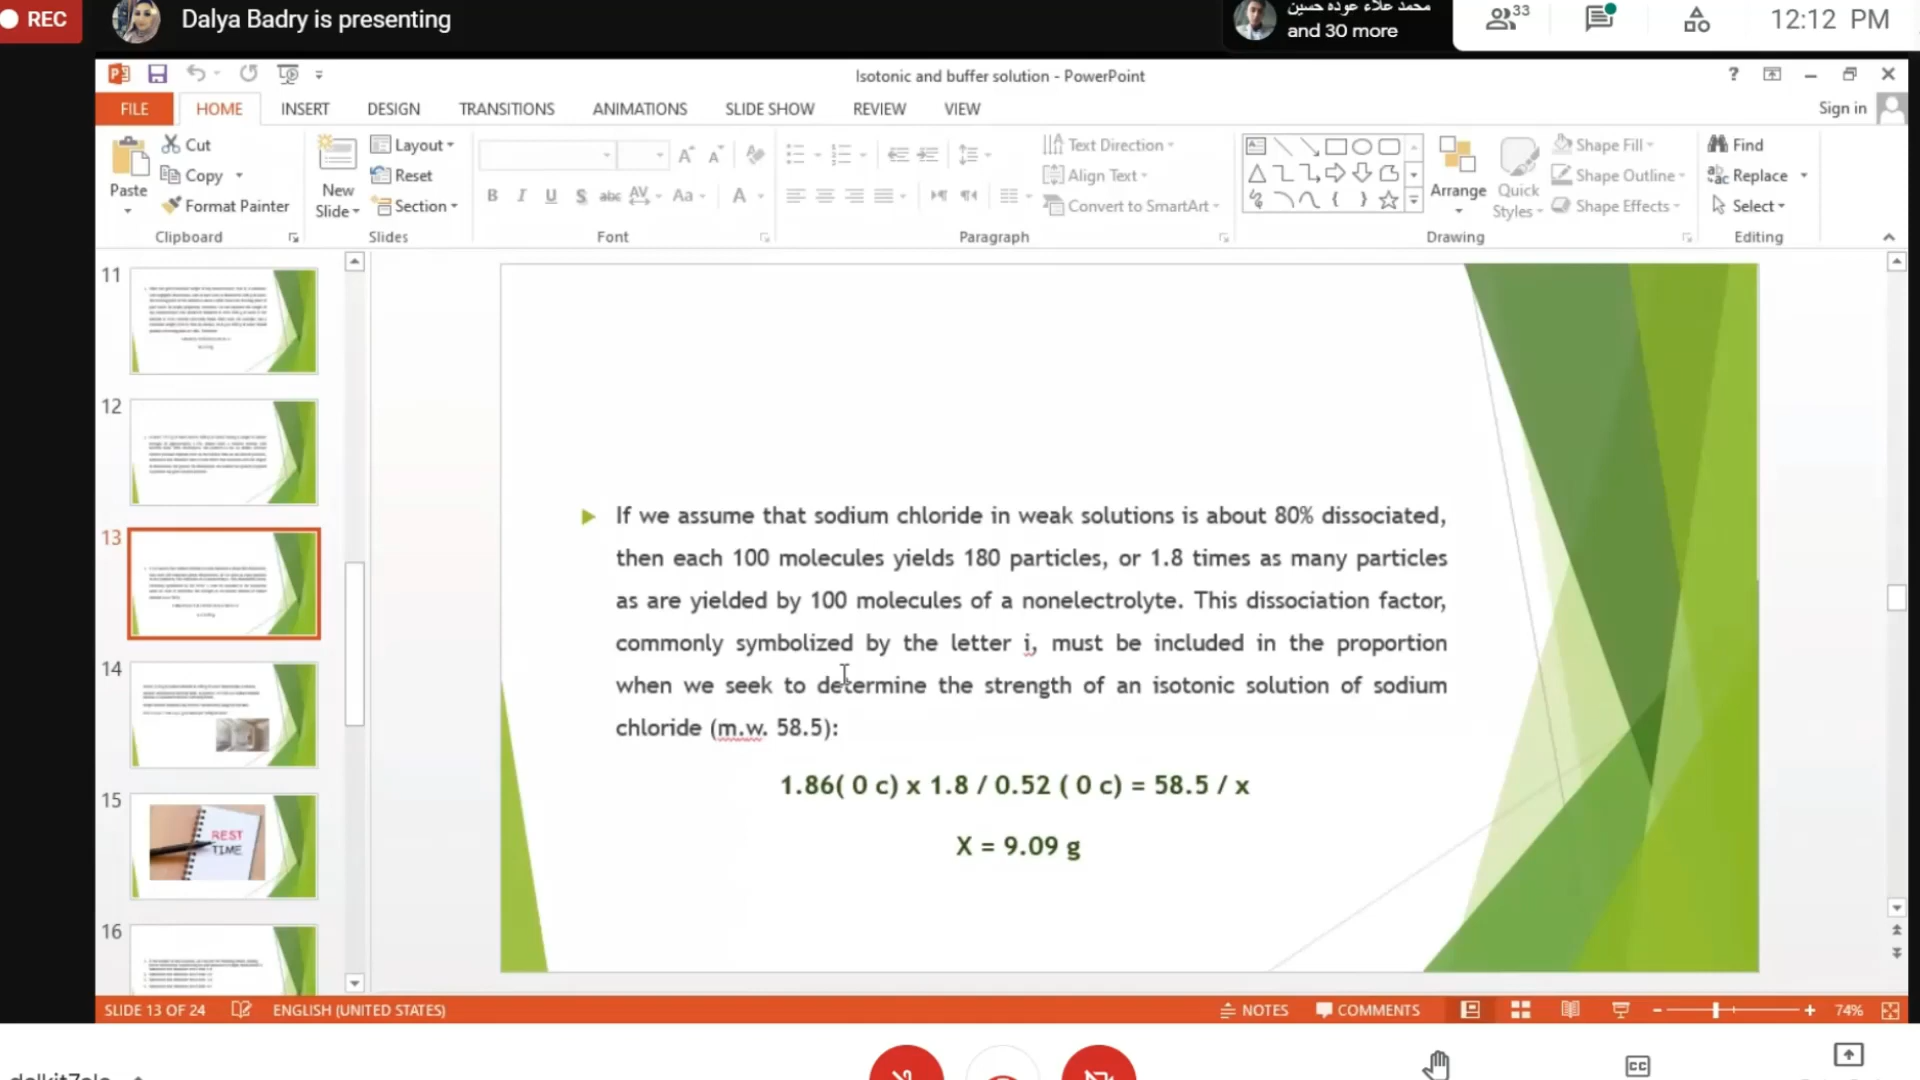 REC
Dalya Badry is presenting
محمد علاء عوده حسين
and 30 more
33
12:12 PM
Isotonic and buffer solution - PowerPoint
?
FILE
HOME
INSERT
DESIGN
TRANSITIONS
ANIMATIONS
SLIDE SHOW
REVIEW
VIEW
Sign in
Paste
Cut
Copy
Format Painter
Clipboard
New
Slide
Layout
Reset
Section
Slides
B I U S abc AV Aa A
Font
Text Direction
Align Text
Convert to SmartArt
Paragraph
Arrange
Quick
Styles
Shape Fill
Shape Outline
Shape Effects
Drawing
Find
Replace
Select
Editing
11
12
13
14
15
REST
TIME
16
If we assume that sodium chloride in weak solutions is about 80% dissociated,
then each 100 molecules yields 180 particles, or 1.8 times as many particles
as are yielded by 100 molecules of a nonelectrolyte. This dissociation factor,
commonly symbolized by the letter i, must be included in the proportion
when we seek to determine the strength of an isotonic solution of sodium
chloride (m.w. 58.5):
1.86( 0 c) x 1.8 / 0.52 ( 0 c) = 58.5 / x
X = 9.09 g
SLIDE 13 OF 24
ENGLISH (UNITED STATES)
NOTES
COMMENTS
74%
CC